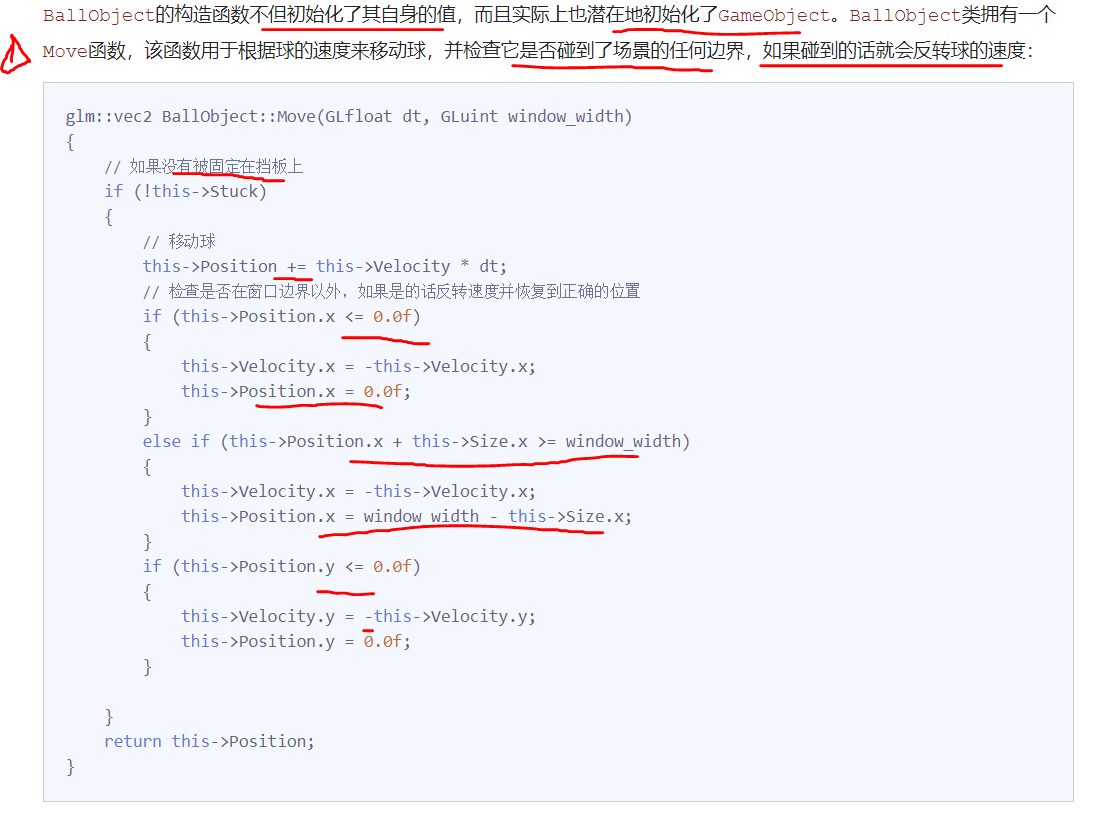 BallObject的构造函数不但初始化了其自身的值，而且实际上也潜在地初始化了GameObject。BallObject类拥有一个
Move函数，该函数用于根据球的速度来移动球，并检查它是否碰到了场景的任何边界，如果碰到的话就会反转球的速度：
glm::vec2 BallObject::Move(GLfloat dt, GLuint window_width)
{
    // 如果没有被固定在挡板上
    if (!this->Stuck)
    {
        // 移动球
        this->Position += this->Velocity * dt;
        // 检查是否在窗口边界以外，如果是的话反转速度并恢复到正确的位置
        if (this->Position.x <= 0.0f)
        {
            this->Velocity.x = -this->Velocity.x;
            this->Position.x = 0.0f;
        }
        else if (this->Position.x + this->Size.x >= window_width)
        {
            this->Velocity.x = -this->Velocity.x;
            this->Position.x = window_width - this->Size.x;
        }
        if (this->Position.y <= 0.0f)
        {
            this->Velocity.y = -this->Velocity.y;
            this->Position.y = 0.0f;
        }
    }
    return this->Position;
}